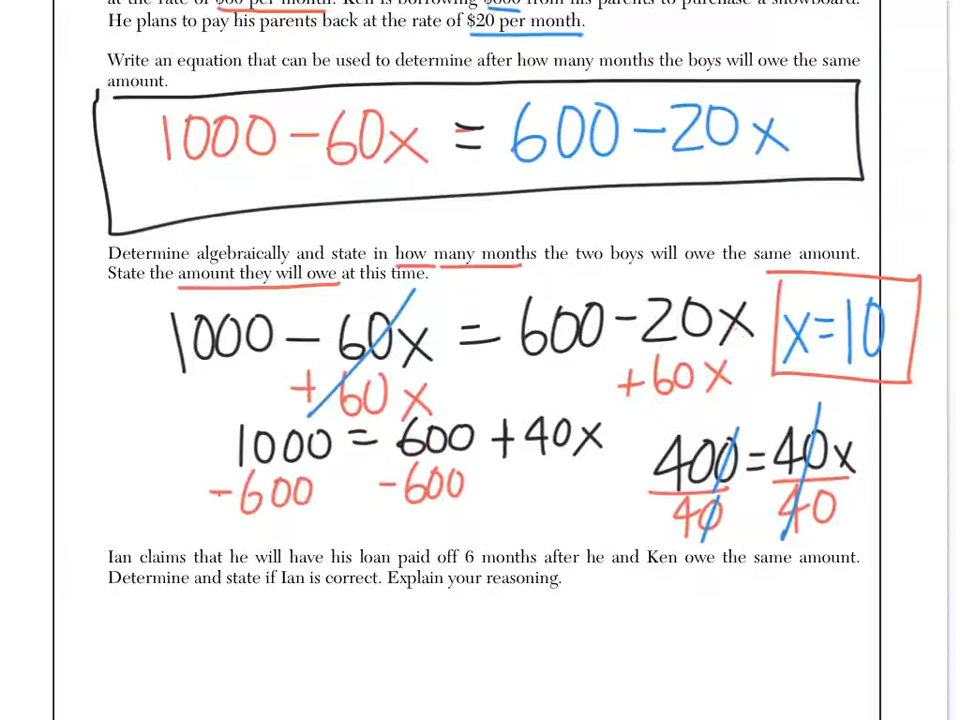 He plans to pay his parents back at the rate of $20 per month.
Write an equation that can be used to determine after how many months the boys will owe the same
amount.
1000 - 60x = 600 - 20x
Determine algebraically and state in how many months the two boys will owe the same amount.
State the amount they will owe at this time.
1000 - 60x = 600 - 20x x = 10
+ 60x + 60x
1000 = 600 + 40x 400 = 40x
- 600 - 600 40 40
Ian claims that he will have his loan paid off 6 months after he and Ken owe the same amount.
Determine and state if Ian is correct. Explain your reasoning.